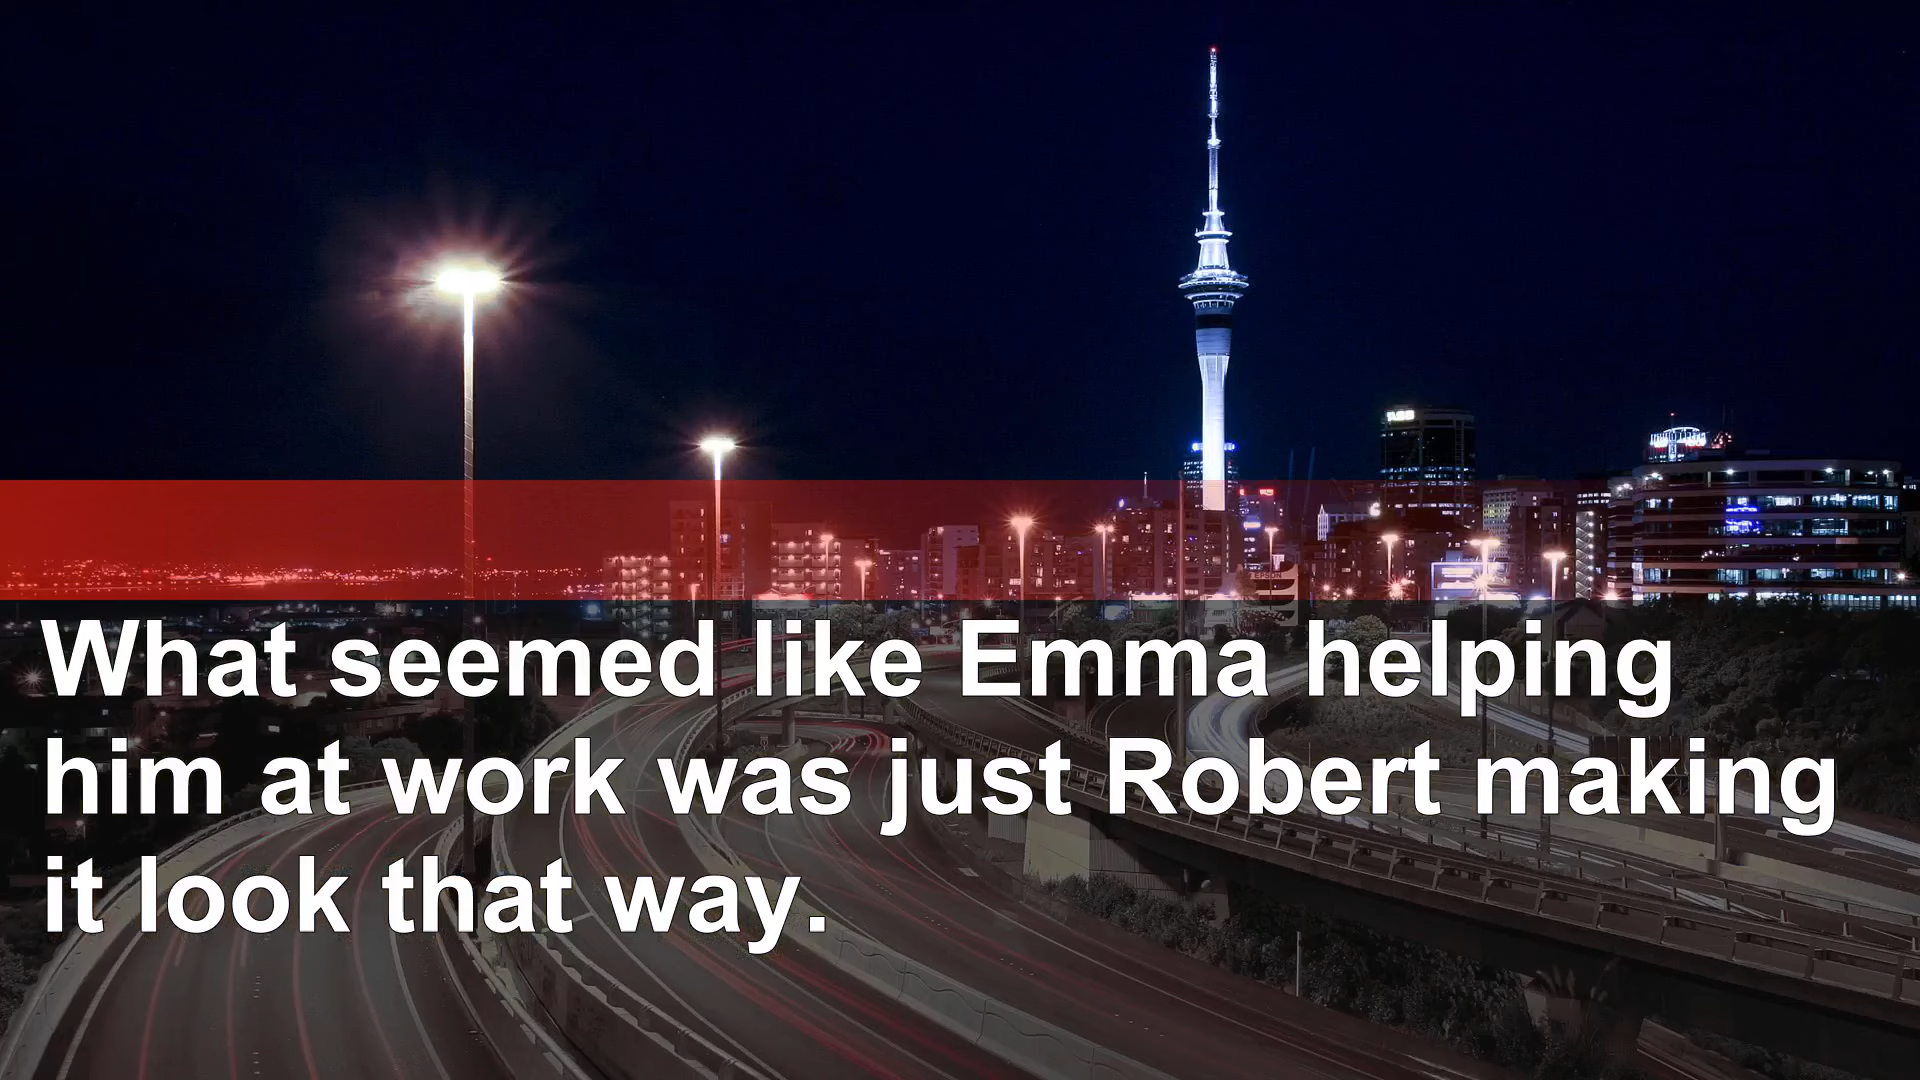 What seemed like Emma helping
him at work was just Robert making
it look that way.